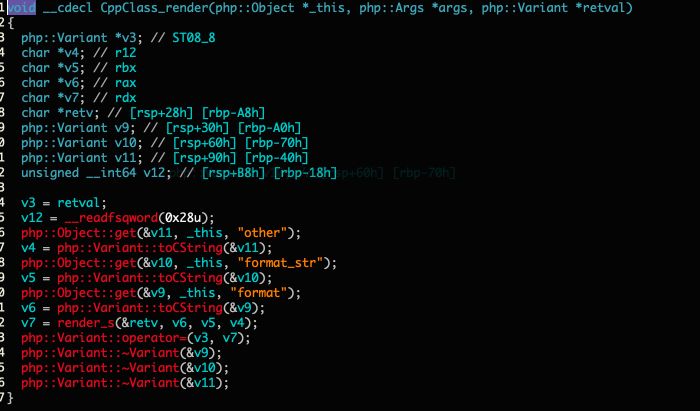 1 void __cdecl CppClass_render(php::Object *_this, php::Args *args, php::Variant *retval)
2 {
3 php::Variant *v3; // ST08_8
4 char *v4; // r12
5 char *v5; // rbx
6 char *v6; // rax
7 char *v7; // rdx
8 char *retv; // [rsp+28h] [rbp-A8h]
9 php::Variant v9; // [rsp+30h] [rbp-A0h]
0 php::Variant v10; // [rsp+60h] [rbp-70h]
1 php::Variant v11; // [rsp+90h] [rbp-40h]
2 unsigned __int64 v12; // [rsp+B8h] [rbp-18h] sp+60h] [rbp-70h]
3
4 v3 = retval;
5 v12 = __readfsqword(0x28u);
6 php::Object::get(&v11, _this, "other");
7 v4 = php::Variant::toCString(&v11);
8 php::Object::get(&v10, _this, "format_str");
9 v5 = php::Variant::toCString(&v10);
0 php::Object::get(&v9, _this, "format");
1 v6 = php::Variant::toCString(&v9);
2 v7 = render_s(&retv, v6, v5, v4);
3 php::Variant::operator=(v3, v7);
4 php::Variant::~Variant(&v9);
5 php::Variant::~Variant(&v10);
6 php::Variant::~Variant(&v11);
7 }